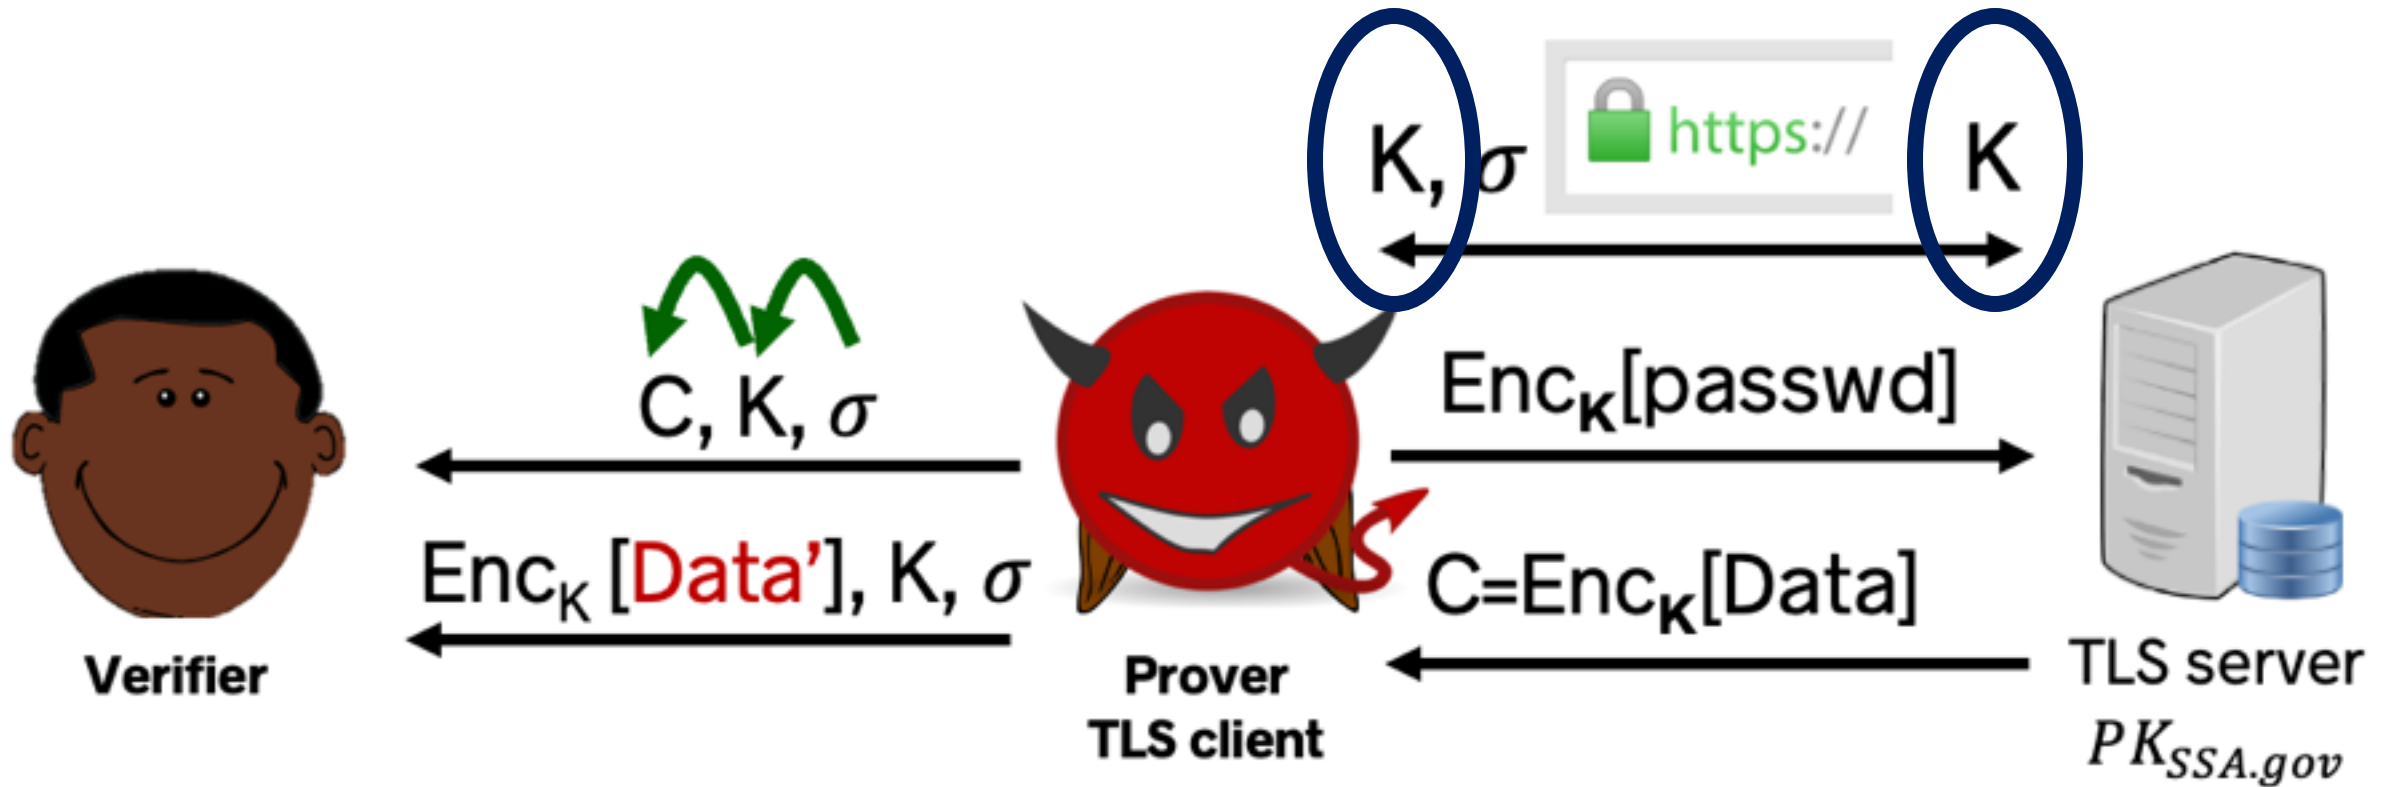 K, σ
https://
K
C, K, σ
Enc_K[passwd]
Enc_K [Data’], K, σ
C=Enc_K[Data]
Verifier
Prover
TLS client
TLS server
PK_SSA.gov